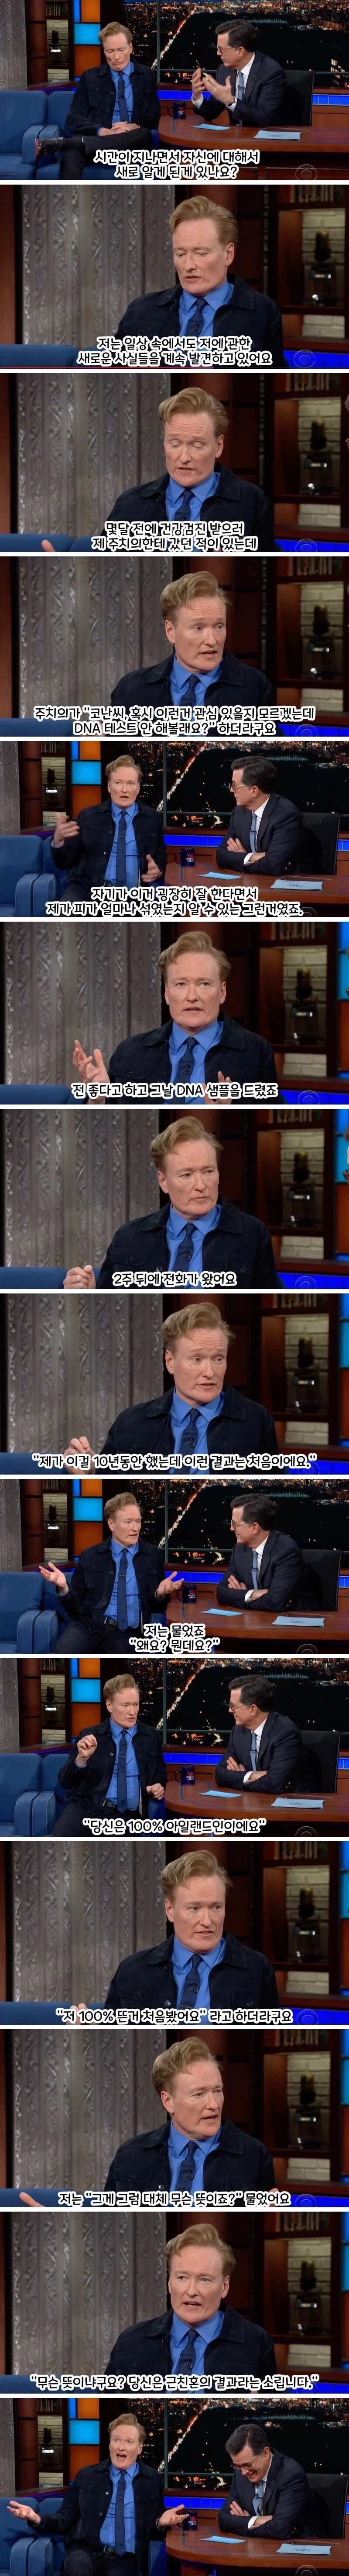 시간이 지나면서 자신에 대해서
새로 알게 된게 있나요?
저는 일상 속에서도 저에 관한
새로운 사실들을 계속 발견하고 있어요
몇달 전에 건강검진 받으러
제 주치의한테 갔던 적이 있는데
주치의가 "코난씨, 혹시 이런거 관심 있을지 모르겠는데
DNA 테스트 안 해볼래요?" 하더라구요
자기가 이거 굉장히 잘 한다면서
제가 피가 얼마나 섞였는지 알 수 있는 그런거였죠.
전 좋다고 하고 그날 DNA 샘플을 드렸죠
2주 뒤에 전화가 왔어요
"제가 이걸 10년동안 했는데 이런 결과는 처음이에요."
저는 물었죠
"왜요? 뭔데요?"
"당신은 100% 아일랜드인이에요"
"저 100% 뜬거 처음봤어요" 라고 하더라구요
저는 "그게 그럼 대체 무슨 뜻이죠?" 물었어요
"무슨 뜻이냐구요? 당신은 근친혼의 결과라는 소립니다."